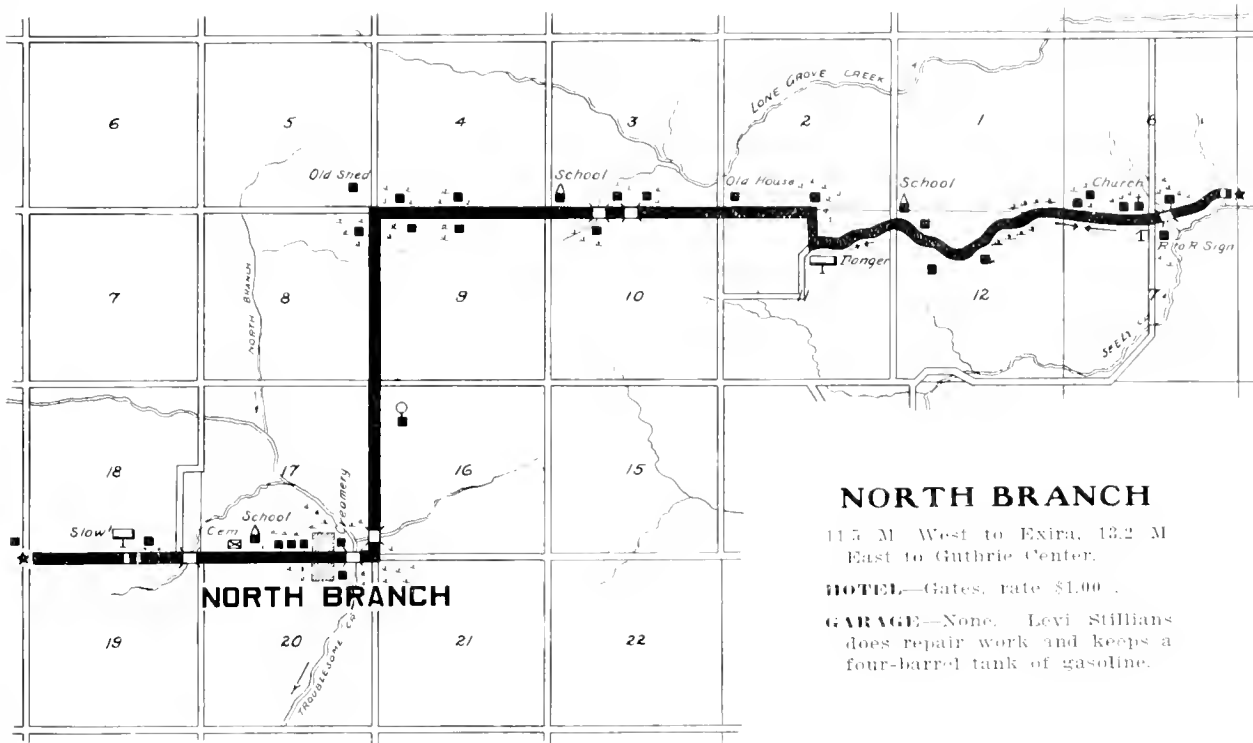 6 5 4 3 2 1 6
LONE GROVE CREEK
Old Shed School Old House School Church
R to R Sign
Danger
NORTH BRANCH
7 8 9 10 12 7
SPEELY CR.
18 17 16 15
Creamery
Slow School
Cem.
NORTH BRANCH
19 20 21 22
TROUBLESOME CR
NORTH BRANCH
11.5 M West to Exira, 13.2 M
East to Guthrie Center.
HOTEL—Gates, rate $1.00.
GARAGE—None. Levi Stillians
does repair work and keeps a
four-barrel tank of gasoline.